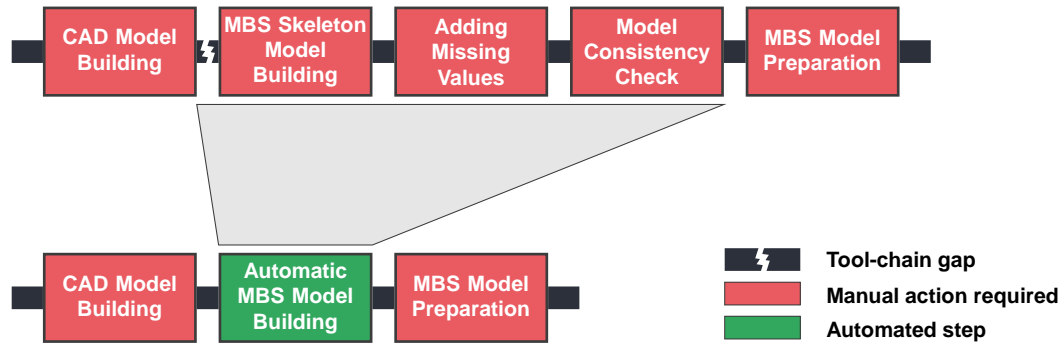 CAD Model
Building
MBS Skeleton
Model
Building
Adding
Missing
Values
Model
Consistency
Check
MBS Model
Preparation
CAD Model
Building
Automatic
MBS Model
Building
MBS Model
Preparation
Tool-chain gap
Manual action required
Automated step